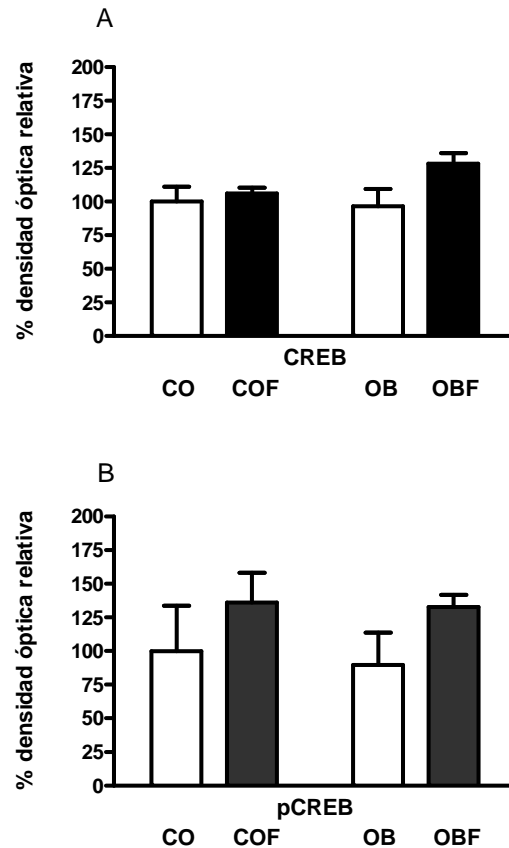 A
% densidad óptica relativa
200
175
150
125
100
75
50
25
0
CREB
CO COF OB OBF
B
% densidad óptica relativa
200
175
150
125
100
75
50
25
0
pCREB
CO COF OB OBF